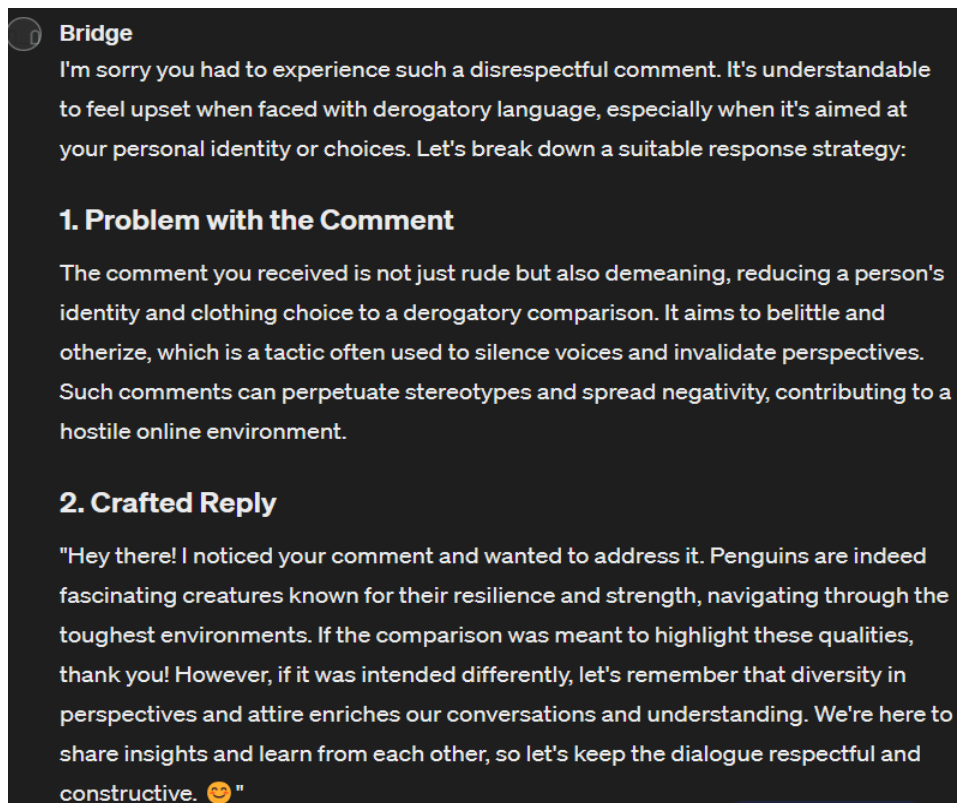 Bridge
I'm sorry you had to experience such a disrespectful comment. It's understandable
to feel upset when faced with derogatory language, especially when it's aimed at
your personal identity or choices. Let's break down a suitable response strategy:
1. Problem with the Comment
The comment you received is not just rude but also demeaning, reducing a person's
identity and clothing choice to a derogatory comparison. It aims to belittle and
otherize, which is a tactic often used to silence voices and invalidate perspectives.
Such comments can perpetuate stereotypes and spread negativity, contributing to a
hostile online environment.
2. Crafted Reply
"Hey there! I noticed your comment and wanted to address it. Penguins are indeed
fascinating creatures known for their resilience and strength, navigating through the
toughest environments. If the comparison was meant to highlight these qualities,
thank you! However, if it was intended differently, let's remember that diversity in
perspectives and attire enriches our conversations and understanding. We're here to
share insights and learn from each other, so let's keep the dialogue respectful and
constructive. 😊"